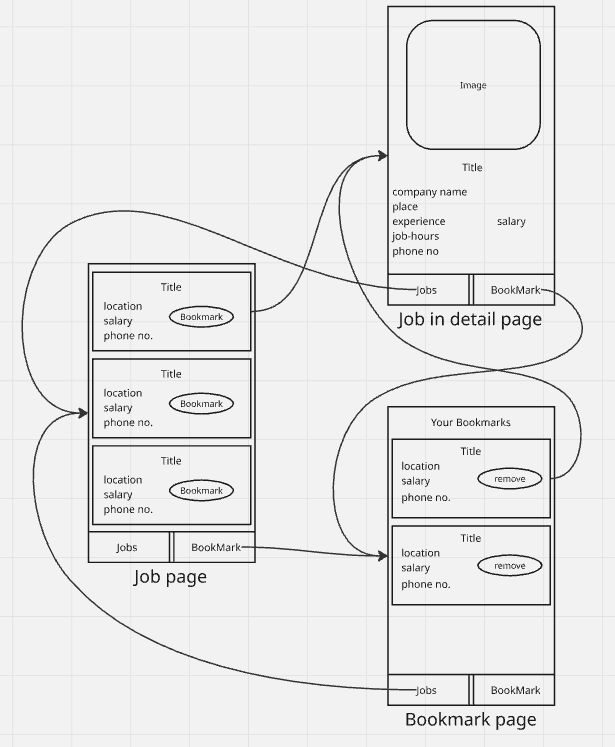 Image
Title
company name
place
experience salary
job-hours
phone no
Jobs BookMark
Job in detail page
Title
location
salary
phone no.
Bookmark
Title
location
salary
phone no.
Bookmark
Title
location
salary
phone no.
Bookmark
Jobs BookMark
Job page
Your Bookmarks
Title
location
salary
phone no.
remove
Title
location
salary
phone no.
remove
Jobs BookMark
Bookmark page